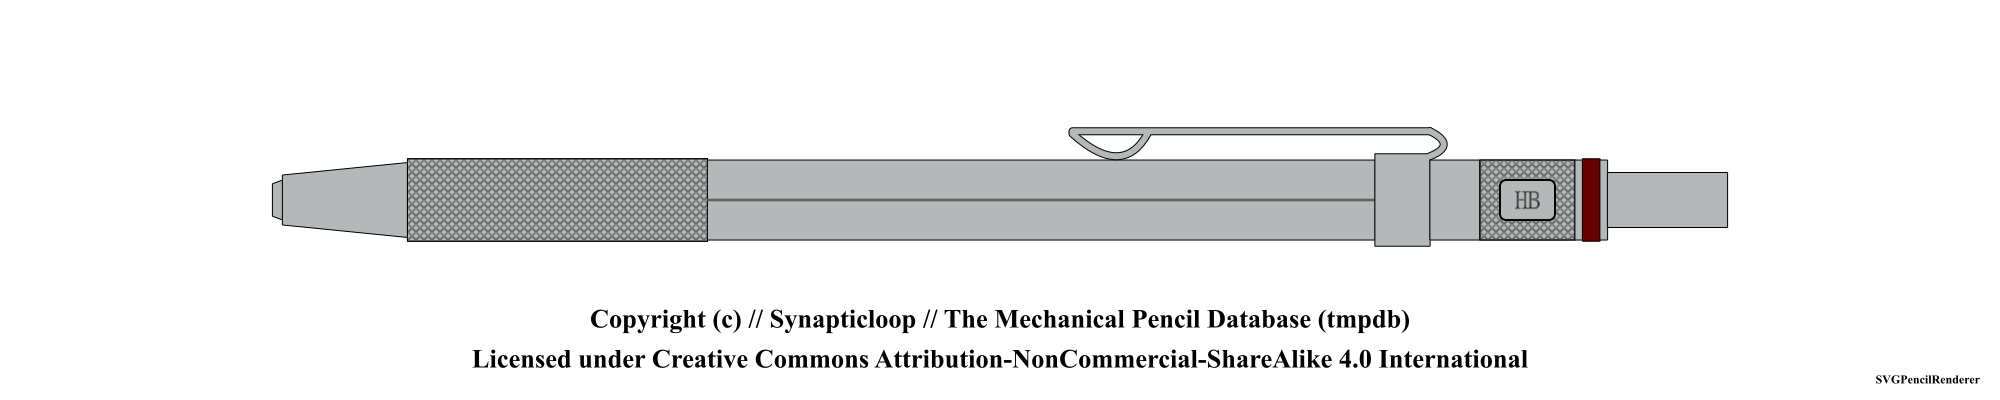 HB
Copyright (c) // Synapticloop // The Mechanical Pencil Database (tmpdb)
Licensed under Creative Commons Attribution-NonCommercial-ShareAlike 4.0 International
SVGPencilRenderer